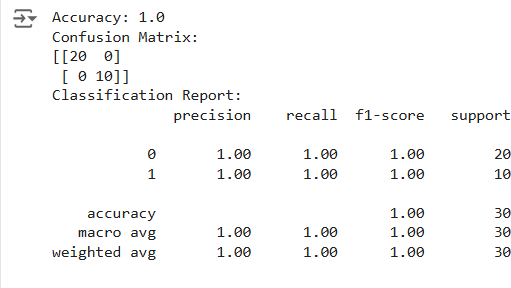 Accuracy: 1.0
Confusion Matrix:
[[20  0]
 [ 0 10]]
Classification Report:
              precision    recall  f1-score   support

           0       1.00      1.00      1.00        20
           1       1.00      1.00      1.00        10

    accuracy                           1.00        30
   macro avg       1.00      1.00      1.00        30
weighted avg       1.00      1.00      1.00        30